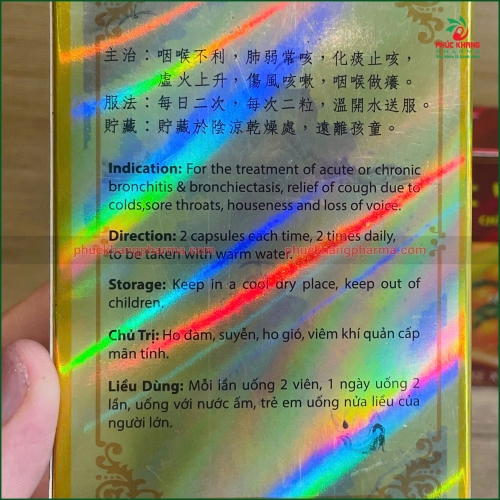 PHÚC KHANG
PHARMA
主治：咽喉不利，肺弱常咳，化痰止咳，
虛火上升，傷風咳嗽，咽喉做癢。
服法：每日二次，每次二粒，溫開水送服。
貯藏：貯藏於陰涼乾燥處，遠離孩童。
Indication: For the treatment of acute or chronic
bronchitis & bronchiectasis, relief of cough due to
colds,sore throats, houseness and loss of voice.
Direction: 2 capsules each time, 2 times daily,
phuckhangpharma.com phuckhangpharma.com
to be taken with warm water.
Storage: Keep in a cool dry place, keep out of
children.
Chủ Trị: Ho đàm, suyễn, ho gió, viêm khí quản cấp
mãn tính.
Liều Dùng: Mỗi lần uống 2 viên, 1 ngày uống 2
lần, uống với nước ấm, trẻ em uống nửa liều của
người lớn.